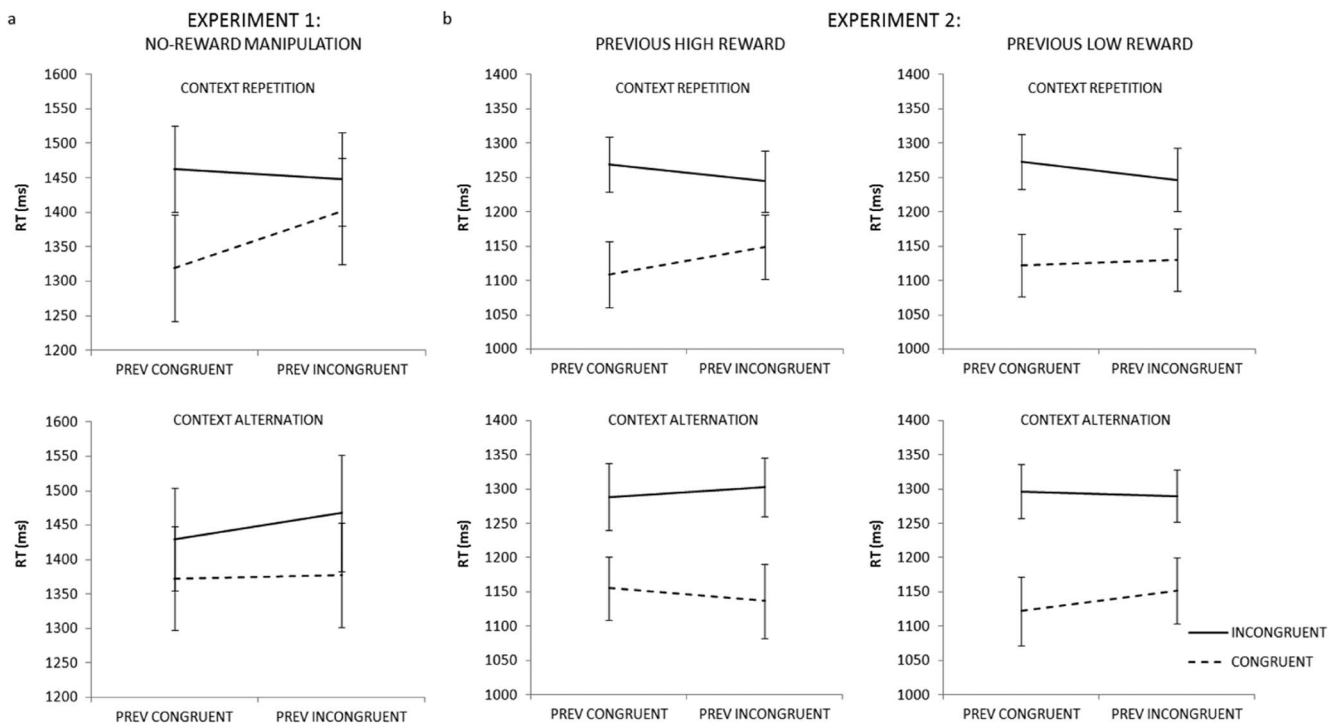 a
EXPERIMENT 1:
NO-REWARD MANIPULATION
b
EXPERIMENT 2:
PREVIOUS HIGH REWARD
PREVIOUS LOW REWARD
1600
1550
1500
1450
1400
1350
1300
1250
1200
RT (ms)
CONTEXT REPETITION
PREV CONGRUENT PREV INCONGRUENT
1400
1350
1300
1250
1200
1150
1100
1050
1000
RT (ms)
CONTEXT REPETITION
PREV CONGRUENT PREV INCONGRUENT
1400
1350
1300
1250
1200
1150
1100
1050
1000
RT (ms)
CONTEXT REPETITION
PREV CONGRUENT PREV INCONGRUENT
1600
1550
1500
1450
1400
1350
1300
1250
1200
RT (ms)
CONTEXT ALTERNATION
PREV CONGRUENT PREV INCONGRUENT
1400
1350
1300
1250
1200
1150
1100
1050
1000
RT (ms)
CONTEXT ALTERNATION
PREV CONGRUENT PREV INCONGRUENT
1400
1350
1300
1250
1200
1150
1100
1050
1000
RT (ms)
CONTEXT ALTERNATION
PREV CONGRUENT PREV INCONGRUENT
INCONGRUENT
CONGRUENT